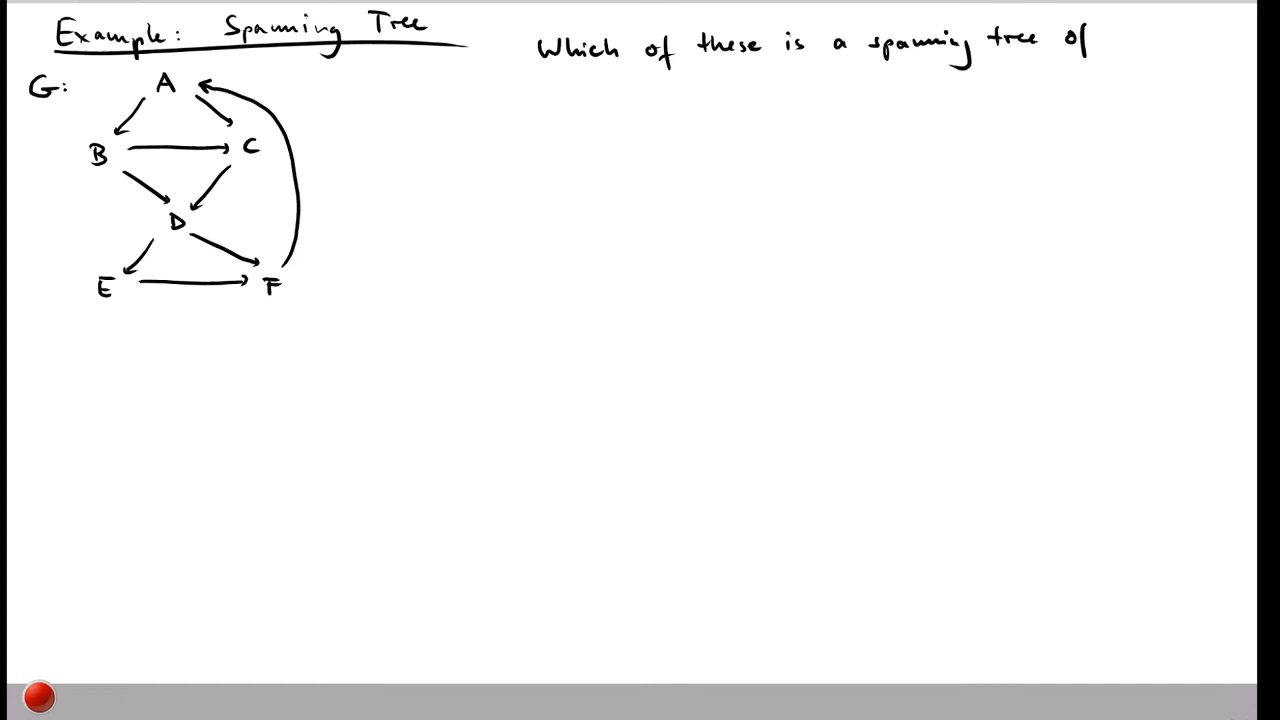 Example: Spanning Tree
Which of these is a spanning tree of
G:
A
B
C
D
E
F